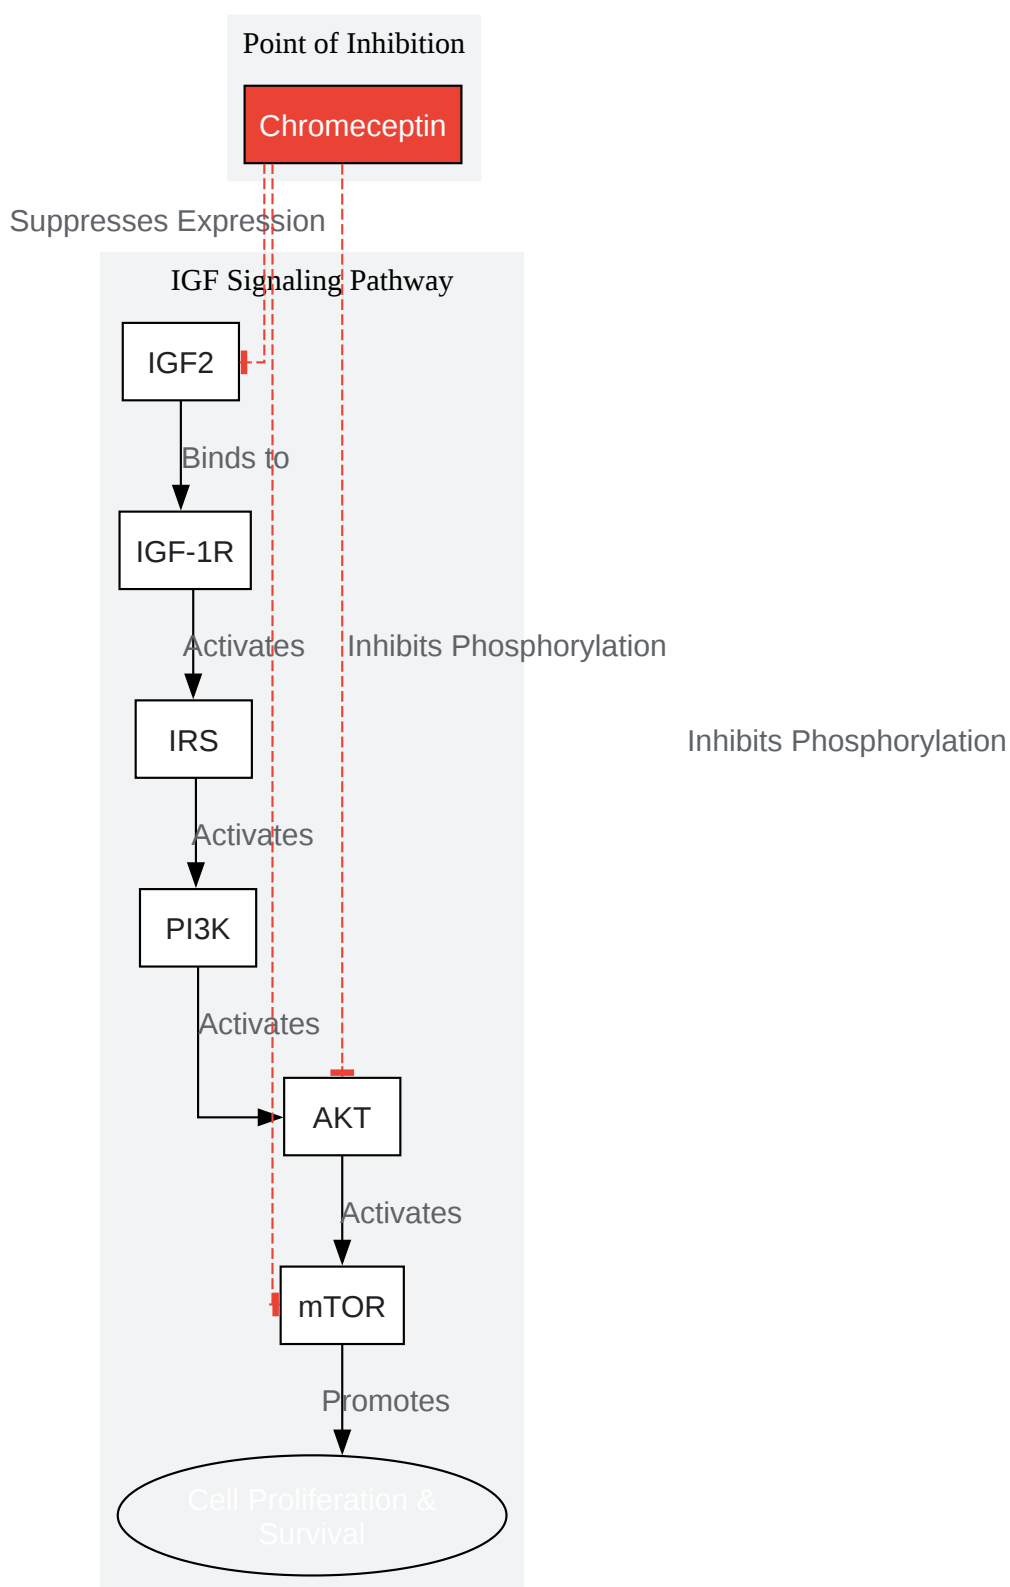 Point of Inhibition
Chromeceptin
Suppresses Expression
IGF Signaling Pathway
IGF2
Binds to
IGF-1R
Activates
Inhibits Phosphorylation
IRS
Inhibits Phosphorylation
Activates
PI3K
Activates
AKT
Activates
mTOR
Promotes
Cell Proliferation &
Survival